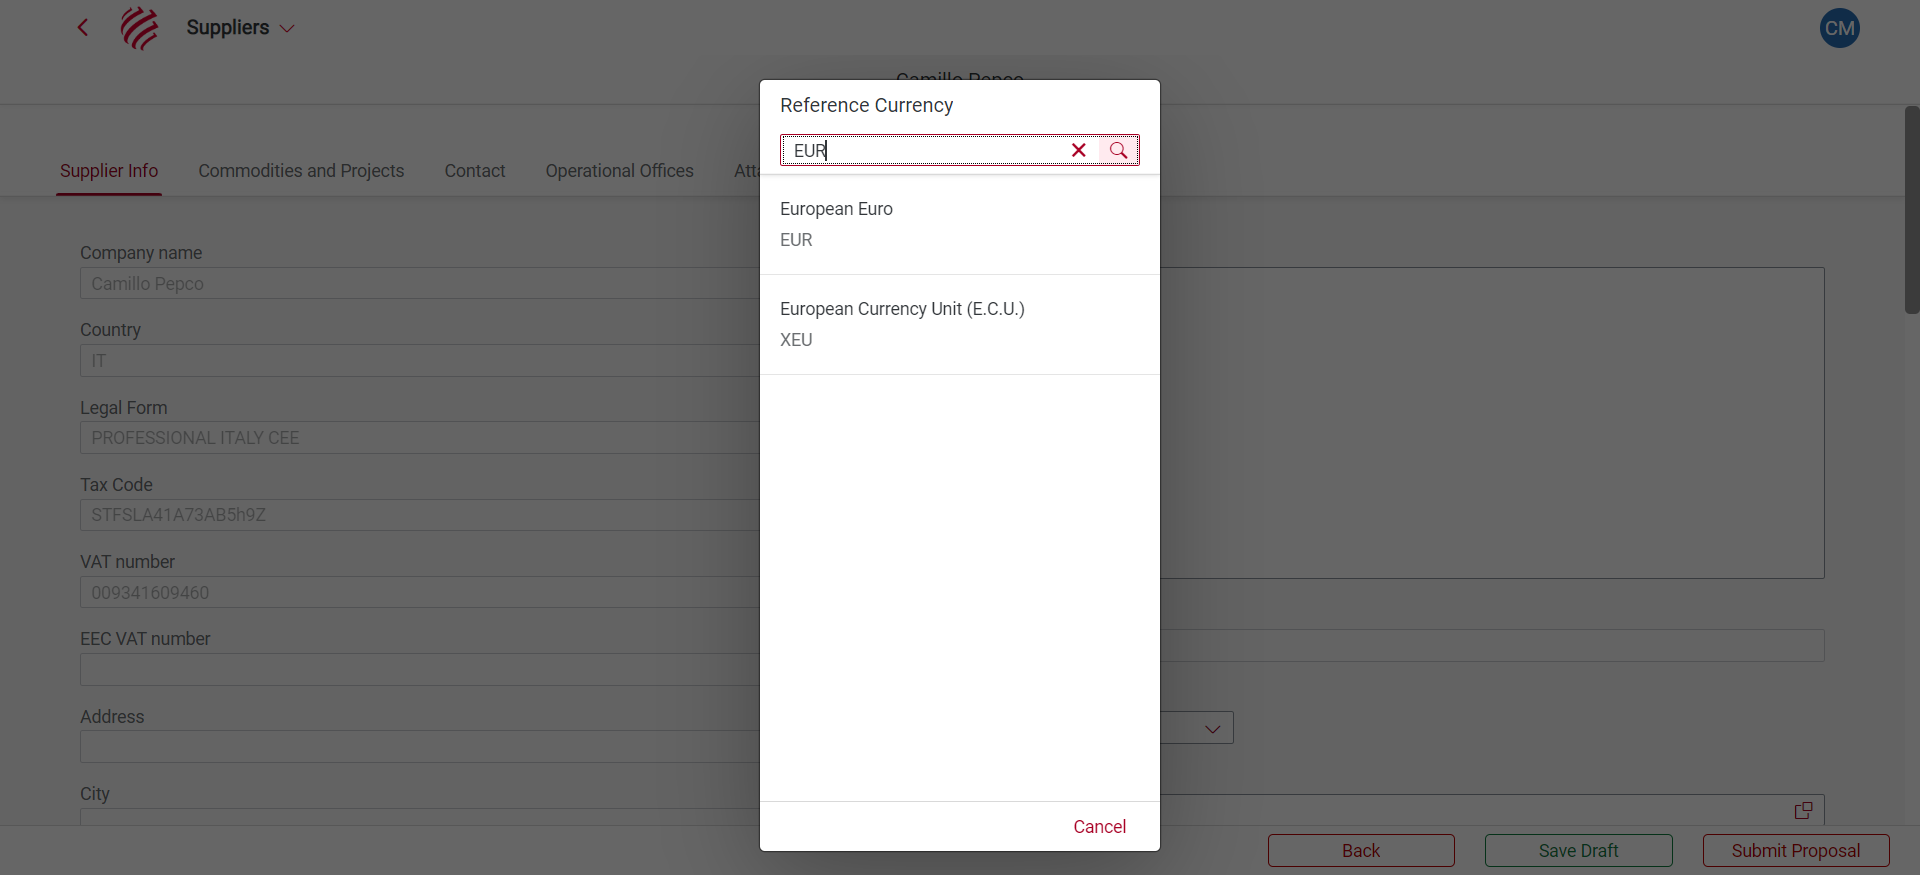 Suppliers
CM
Camillo Pepco
Reference Currency
EUR
Supplier Info
Commodities and Projects
Contact
Operational Offices
European Euro
EUR
European Currency Unit (E.C.U.)
XEU
Company name
Camillo Pepco
Country
IT
Legal Form
PROFESSIONAL ITALY CEE
Tax Code
STFSLA41A73AB5h9Z
VAT number
009341609460
EEC VAT number
Address
City
Cancel
Back
Save Draft
Submit Proposal